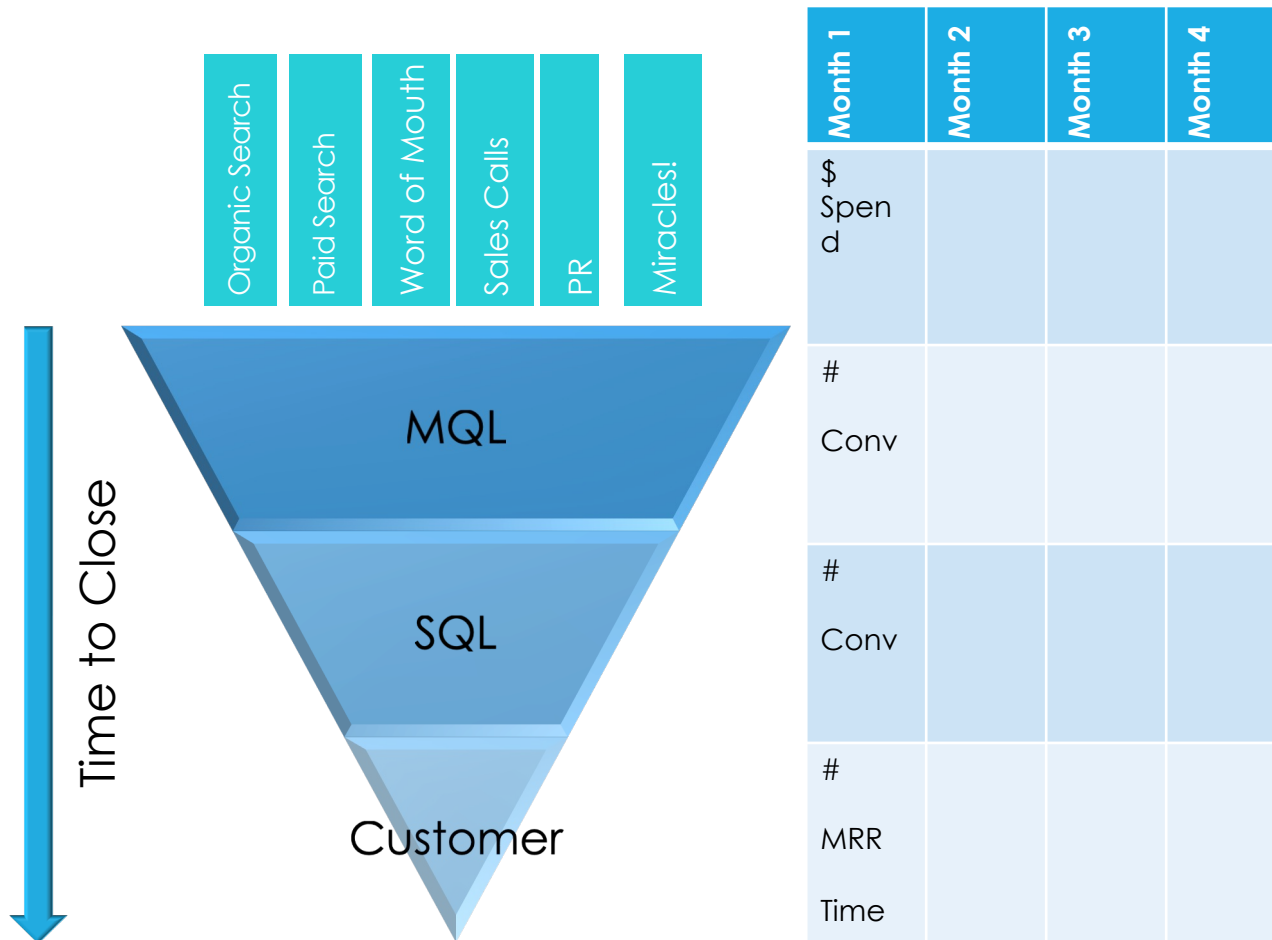 Organic Search
Paid Search
Word of Mouth
Sales Calls
PR
Miracles!
Time to Close
MQL
SQL
Customer
Month 1
Month 2
Month 3
Month 4
$
Spen
d
#
Conv
#
Conv
#
MRR
Time